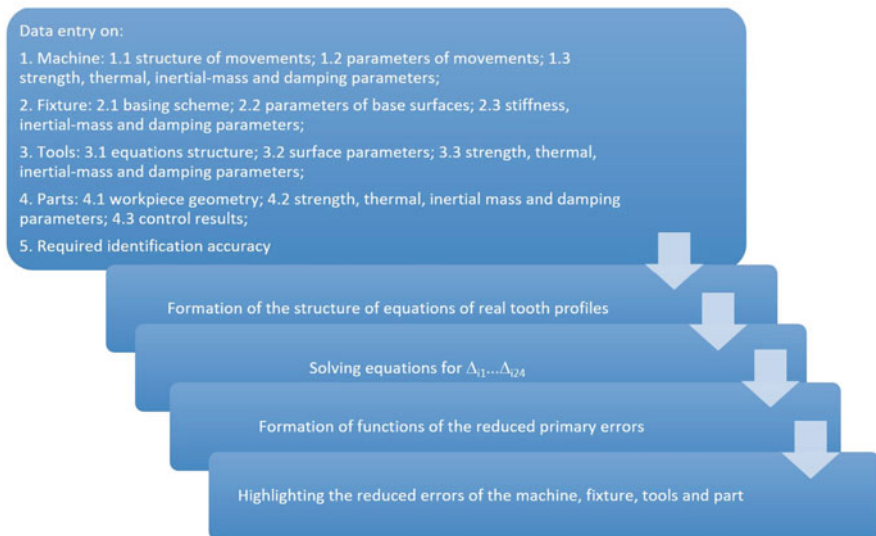 Data entry on:
1. Machine: 1.1 structure of movements; 1.2 parameters of movements; 1.3
strength, thermal, inertial-mass and damping parameters;
2. Fixture: 2.1 basing scheme; 2.2 parameters of base surfaces; 2.3 stiffness,
inertial-mass and damping parameters;
3. Tools: 3.1 equations structure; 3.2 surface parameters; 3.3 strength, thermal,
inertial-mass and damping parameters;
4. Parts: 4.1 workpiece geometry; 4.2 strength, thermal, inertial mass and damping
parameters; 4.3 control results;
5. Required identification accuracy
Formation of the structure of equations of real tooth profiles
Solving equations for Δi1...Δi24
Formation of functions of the reduced primary errors
Highlighting the reduced errors of the machine, fixture, tools and part